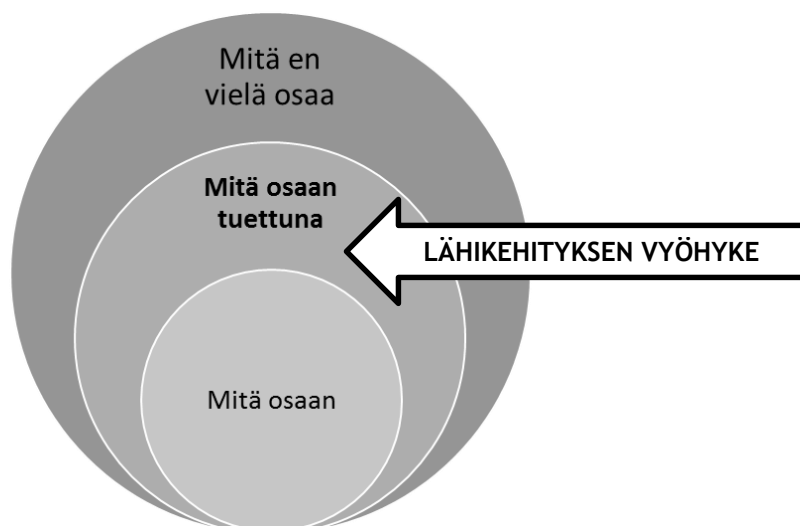 Mitä en
vielä osaa
Mitä osaan
tuettuna
LÄHIKEHITYKSEN VYÖHYKE
Mitä osaan